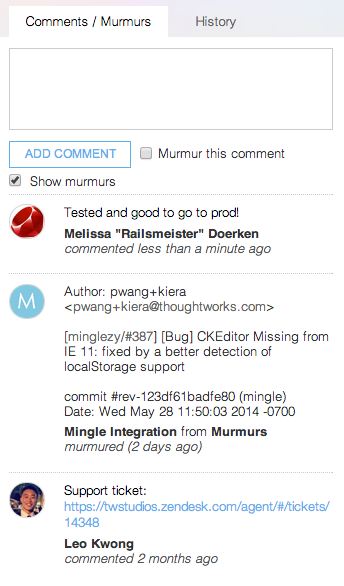 Comments / Murmurs
History
ADD COMMENT
Murmur this comment
Show murmurs
Tested and good to go to prod!
Melissa "Railsmeister" Doerken
commented less than a minute ago
M
Author: pwang+kiera
<pwang+kiera@thoughtworks.com>
[minglezy/#387] [Bug] CKEditor Missing from
IE 11: fixed by a better detection of
localStorage support
commit #rev-123df61badfe80 (mingle)
Date: Wed May 28 11:50:03 2014 -0700
Mingle Integration from Murmurs
murmured (2 days ago)
Support ticket:
https://twstudios.zendesk.com/agent/#/tickets/
14348
Leo Kwong
commented 2 months ago